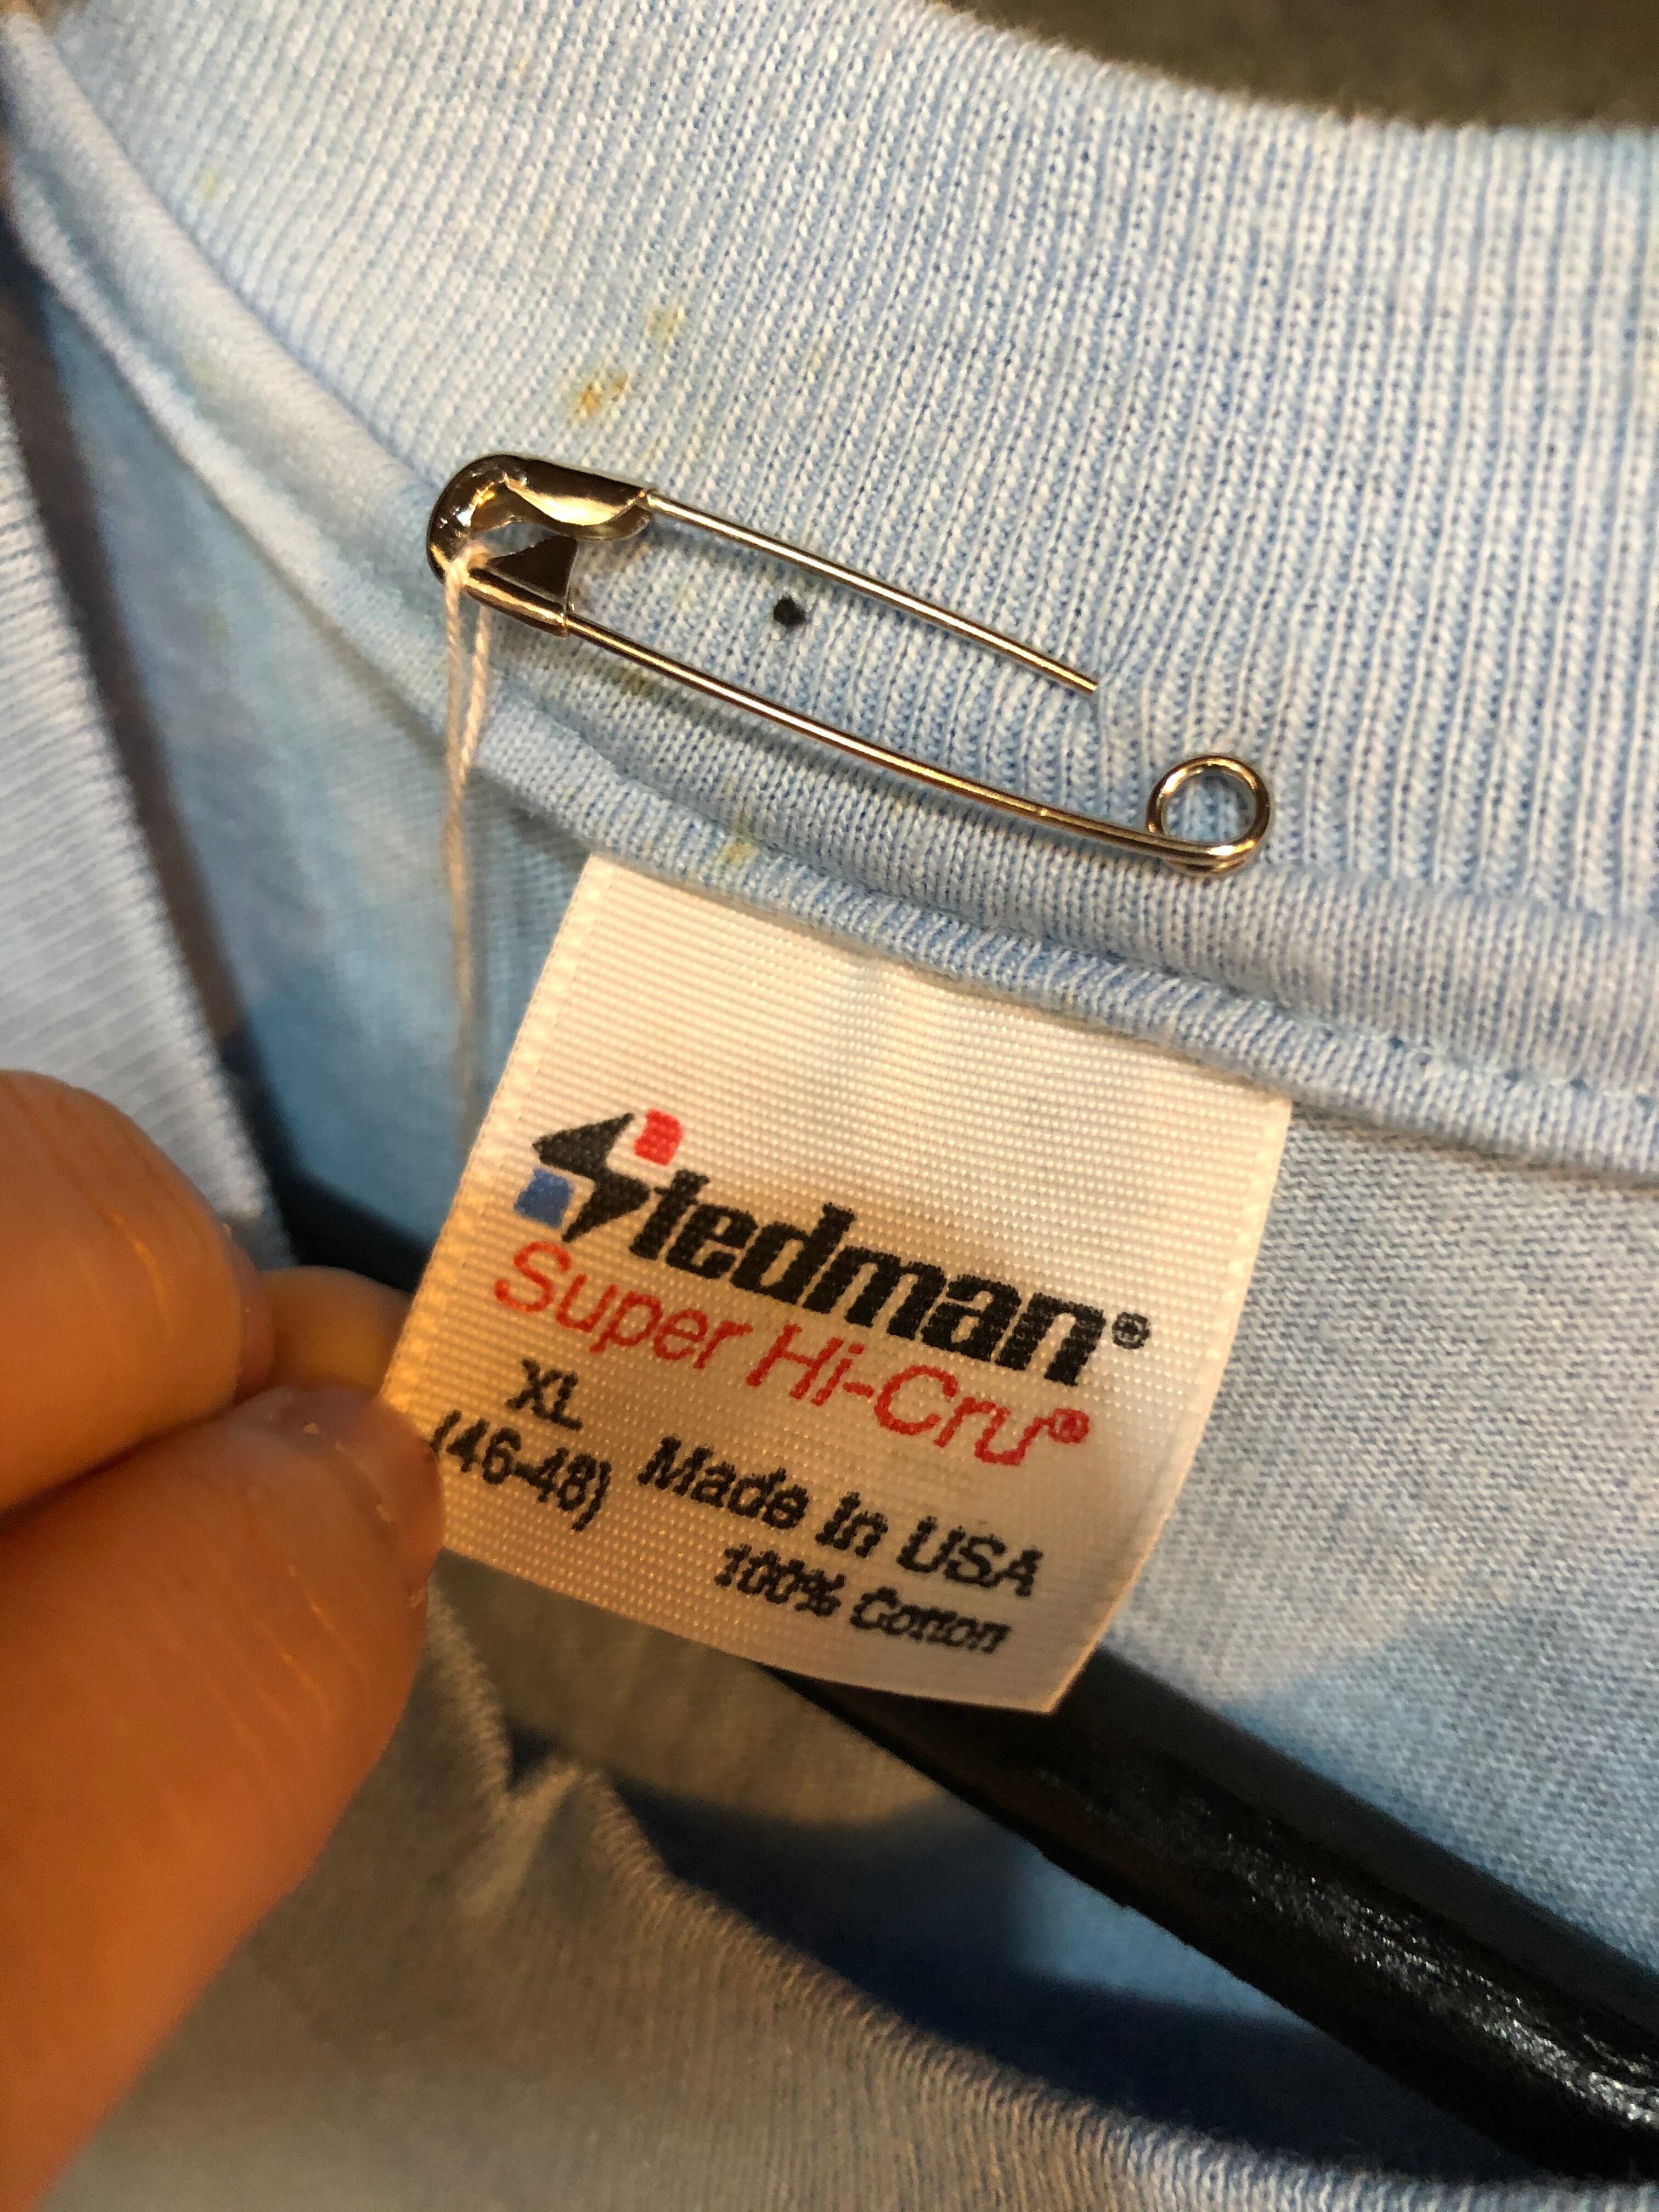 Stedman®
Super Hi-Cru®
XL
(46-48)
Made In USA
100% Cotton